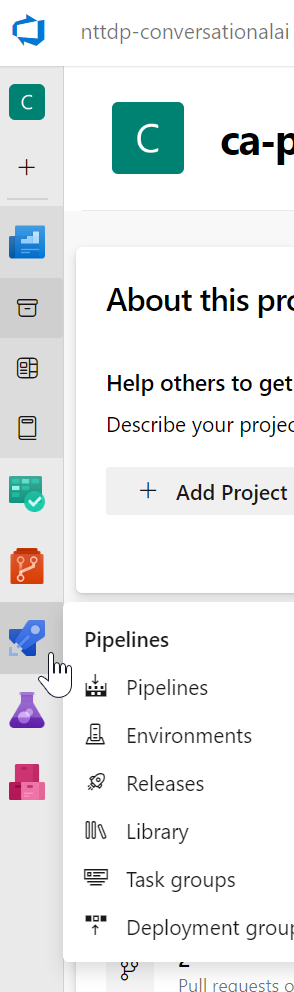 nttdp-conversationalai
C
C
ca-p
About this pro
Help others to get
Describe your projec
Add Project
Pipelines
Pipelines
Environments
Releases
Library
Task groups
Deployment group
Pull requests o